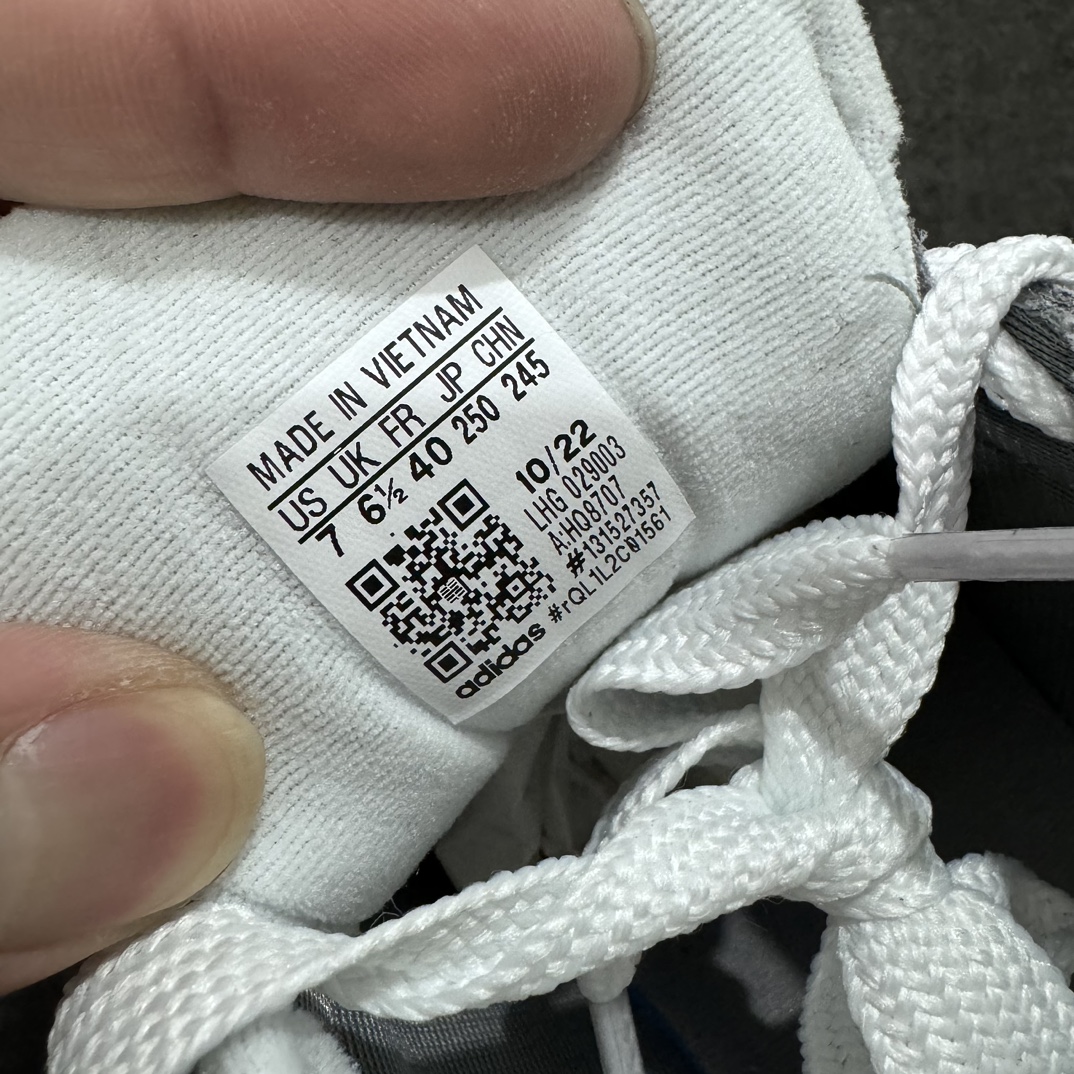 MADE IN VIETNAM
US UK FR JP CHN
7 6½ 40 250 245
10/22
LHG 029003
A:HQ8707
#131527357
#rQL1L2C01561
adidas